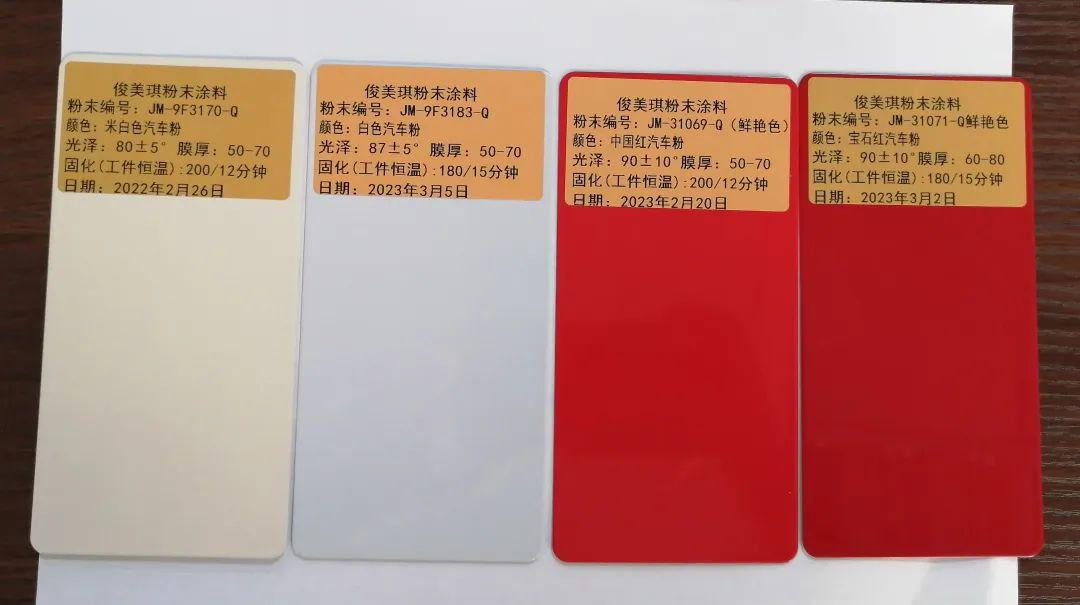 俊美琪粉末涂料
粉末编号：JM-9F3170-Q
颜色：米白色汽车粉
光泽：80±5° 膜厚：50-70
固化(工件恒温):200/12分钟
日期：2022年2月26日
俊美琪粉末涂料
粉末编号：JM-9F3183-Q
颜色：白色汽车粉
光泽：87±5° 膜厚：50-70
固化(工件恒温):180/15分钟
日期：2023年3月5日
俊美琪粉末涂料
粉末编号：JM-31069-Q（鲜艳色）
颜色：中国红汽车粉
光泽：90±10°膜厚：50-70
固化(工件恒温):200/12分钟
日期：2023年2月20日
俊美琪粉末涂料
粉末编号：JM-31071-Q鲜艳色
颜色：宝石红汽车粉
光泽：90±10°膜厚：60-80
固化(工件恒温):180/15分钟
日期：2023年3月2日